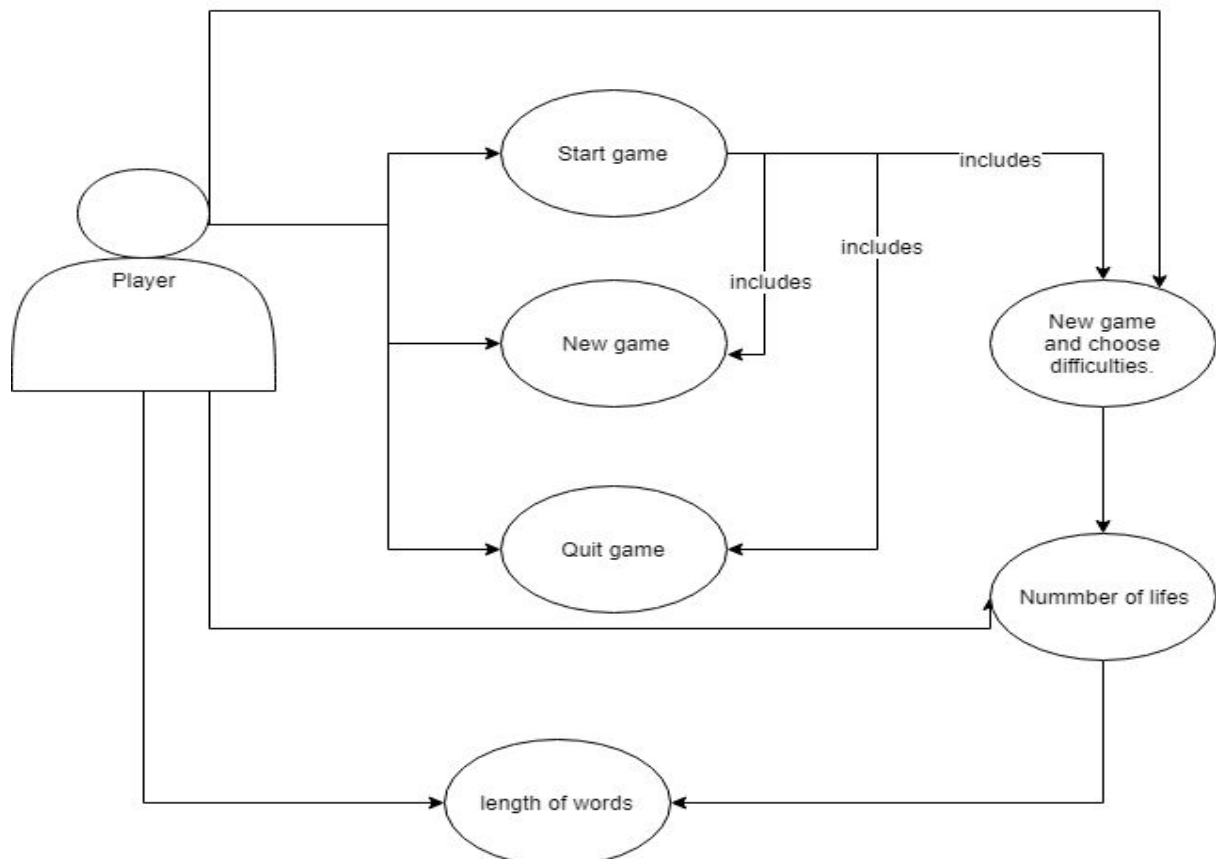 Start game
includes
includes
Player
includes
New game
New game
and choose
difficulties.
Quit game
Nummber of lifes
length of words